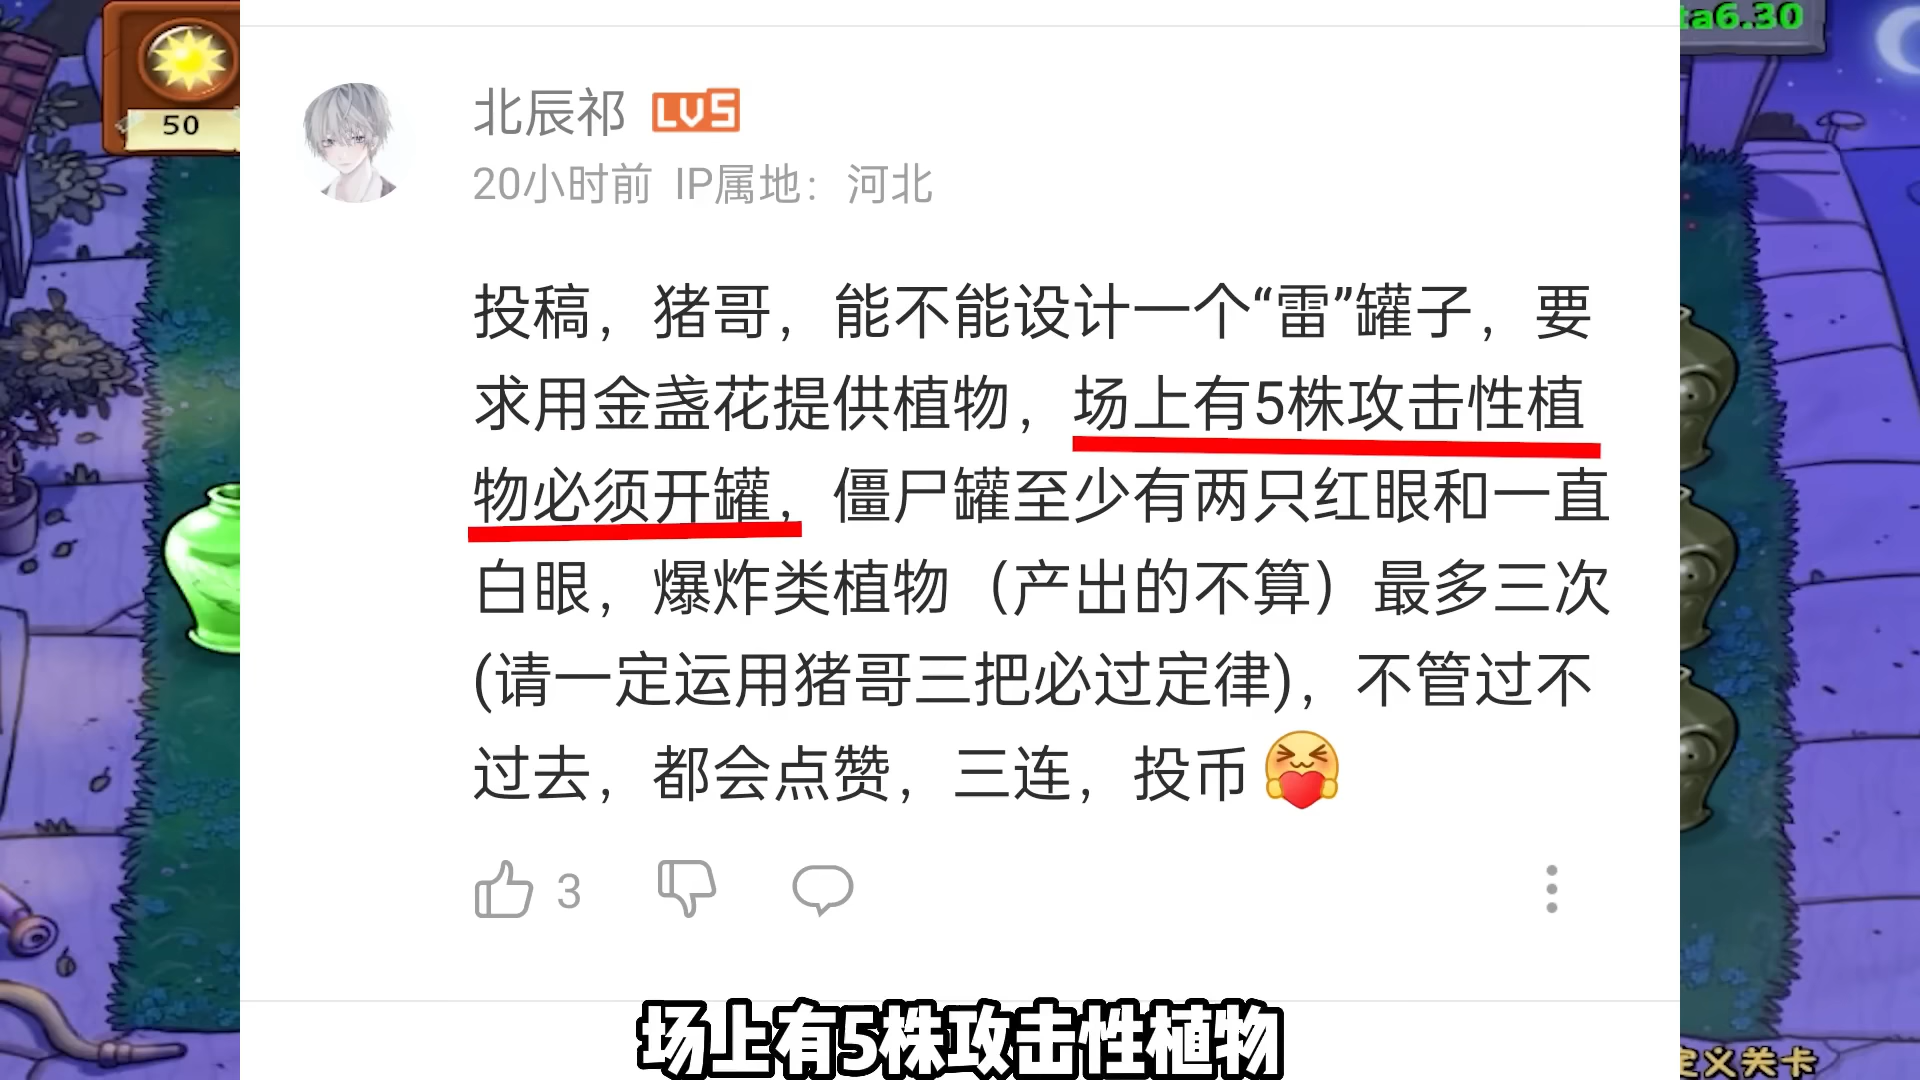 50
ta6.30
北辰祁 LV5
20小时前 IP属地：河北
投稿，猪哥，能不能设计一个“雷”罐子，要
求用金盏花提供植物，场上有5株攻击性植
物必须开罐，僵尸罐至少有两只红眼和一直
白眼，爆炸类植物（产出的不算）最多三次
(请一定运用猪哥三把必过定律)，不管过不
过去，都会点赞，三连，投币
3
场上有5株攻击性植物
定义关卡